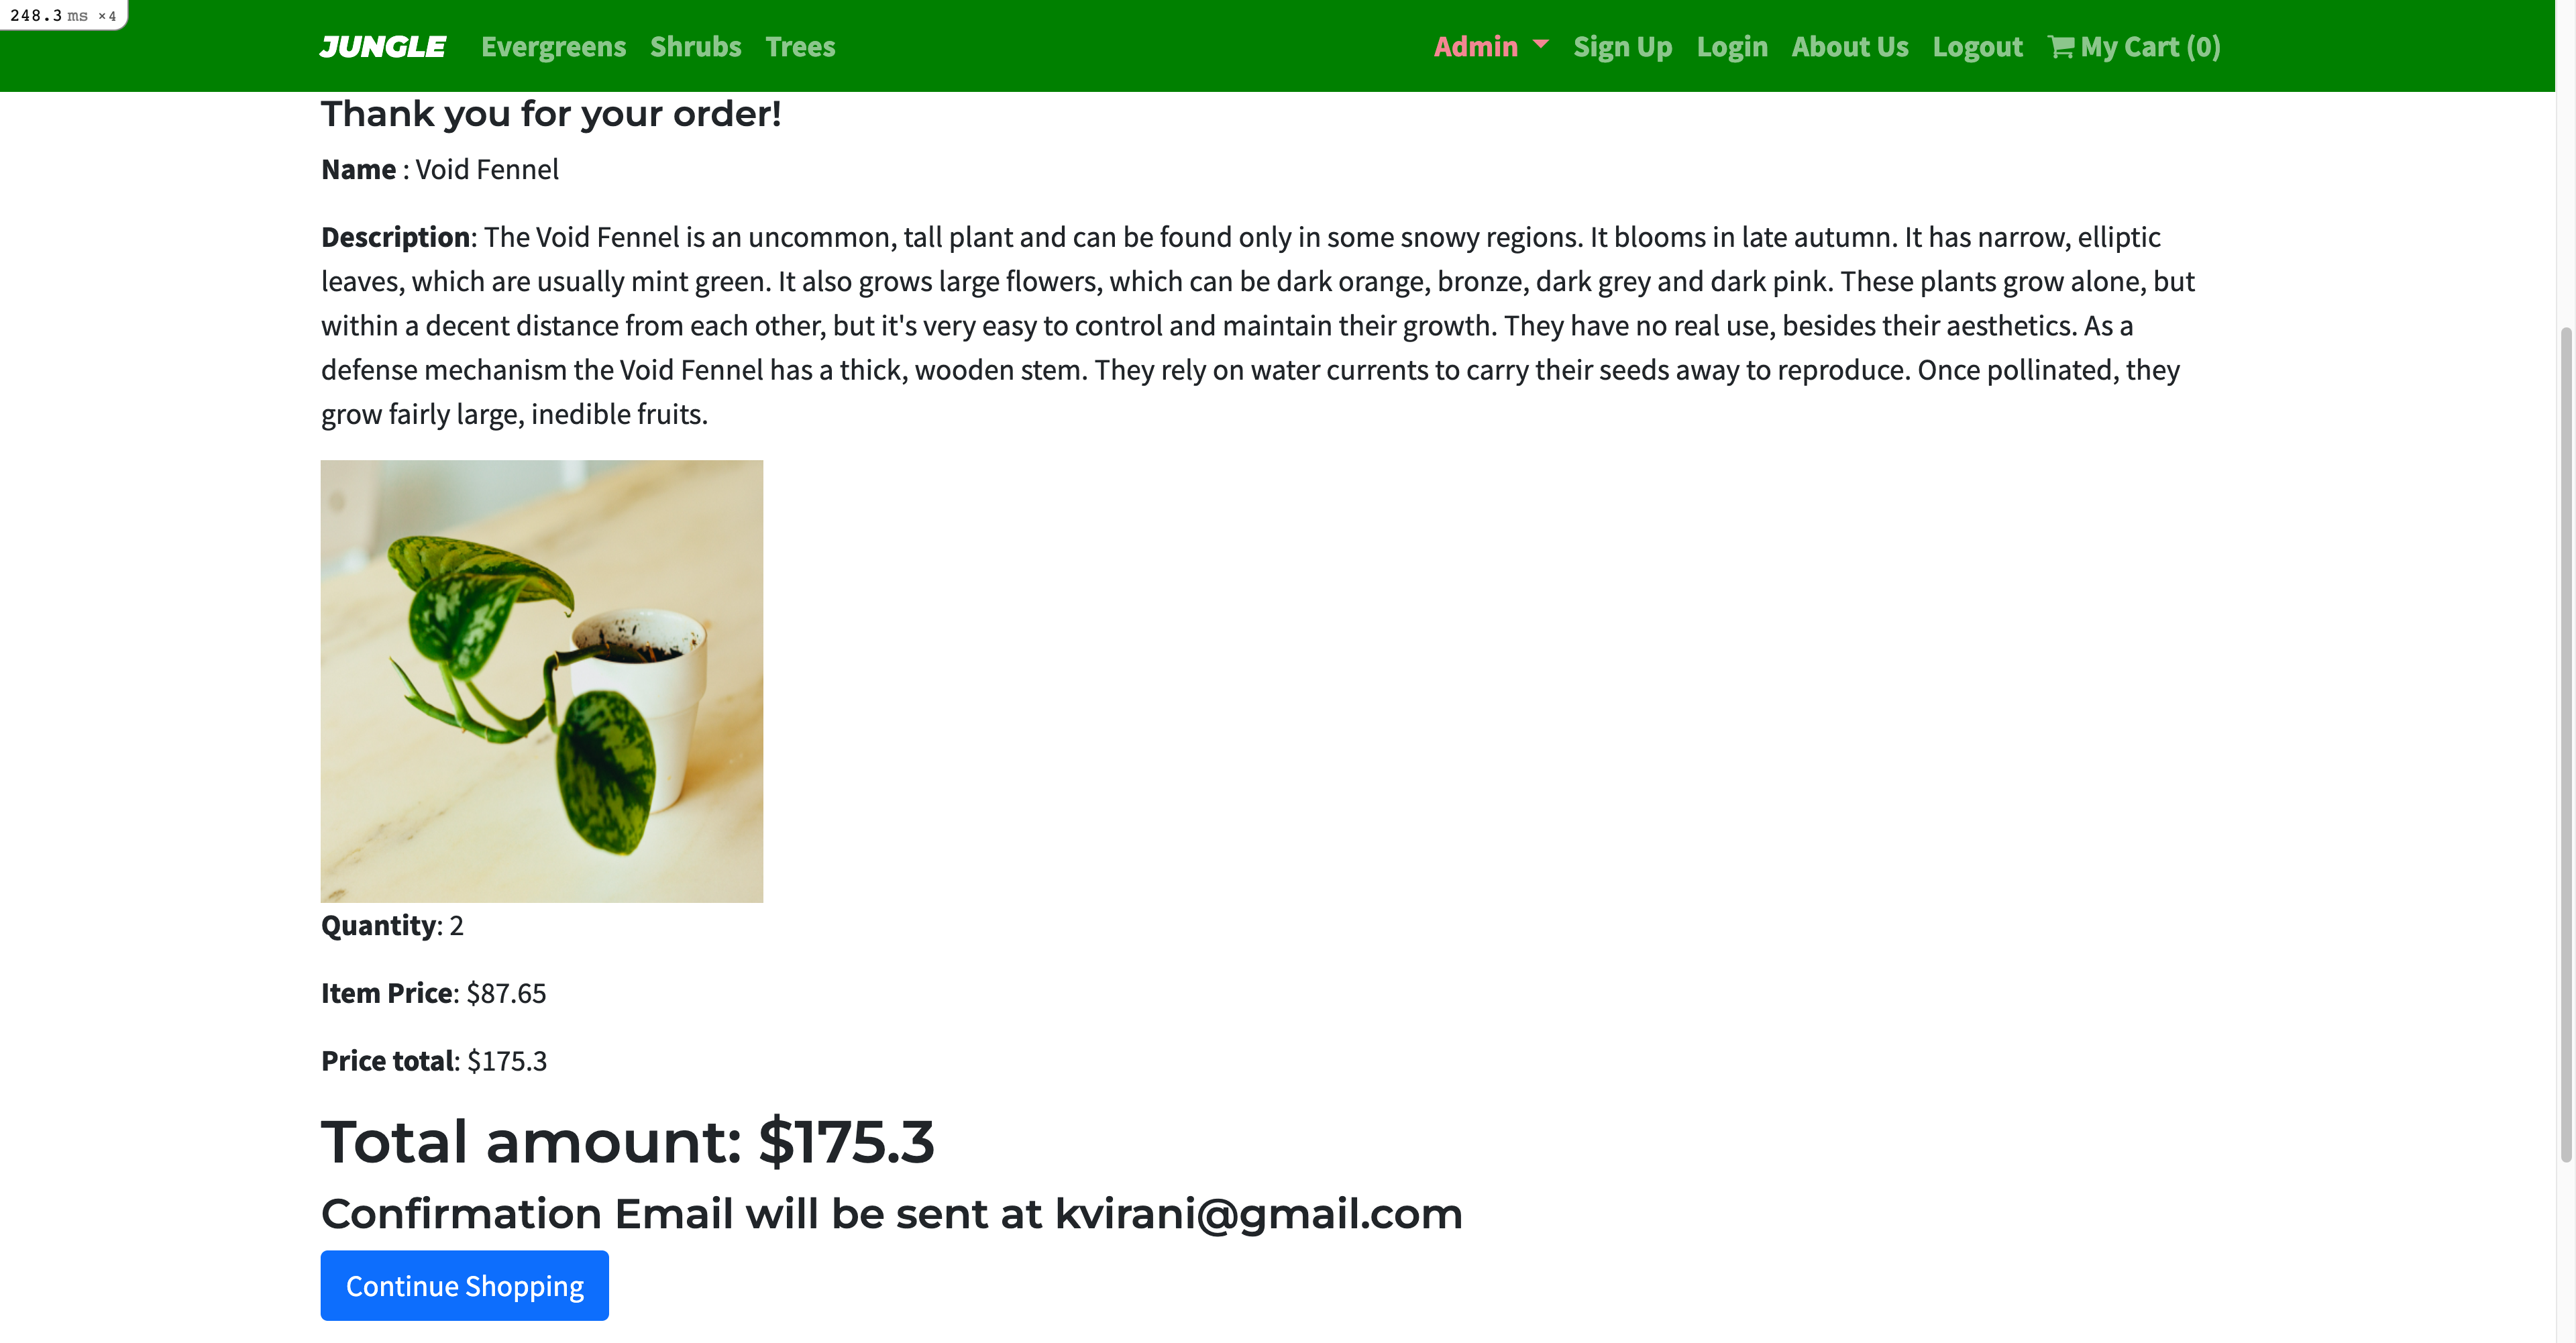 248.3 ms ×4
JUNGLE Evergreens Shrubs Trees Admin Sign Up Login About Us Logout My Cart (0)
Thank you for your order!
Name : Void Fennel
Description: The Void Fennel is an uncommon, tall plant and can be found only in some snowy regions. It blooms in late autumn. It has narrow, elliptic
leaves, which are usually mint green. It also grows large flowers, which can be dark orange, bronze, dark grey and dark pink. These plants grow alone, but
within a decent distance from each other, but it's very easy to control and maintain their growth. They have no real use, besides their aesthetics. As a
defense mechanism the Void Fennel has a thick, wooden stem. They rely on water currents to carry their seeds away to reproduce. Once pollinated, they
grow fairly large, inedible fruits.
Quantity: 2
Item Price: $87.65
Price total: $175.3
Total amount: $175.3
Confirmation Email will be sent at kvirani@gmail.com
Continue Shopping